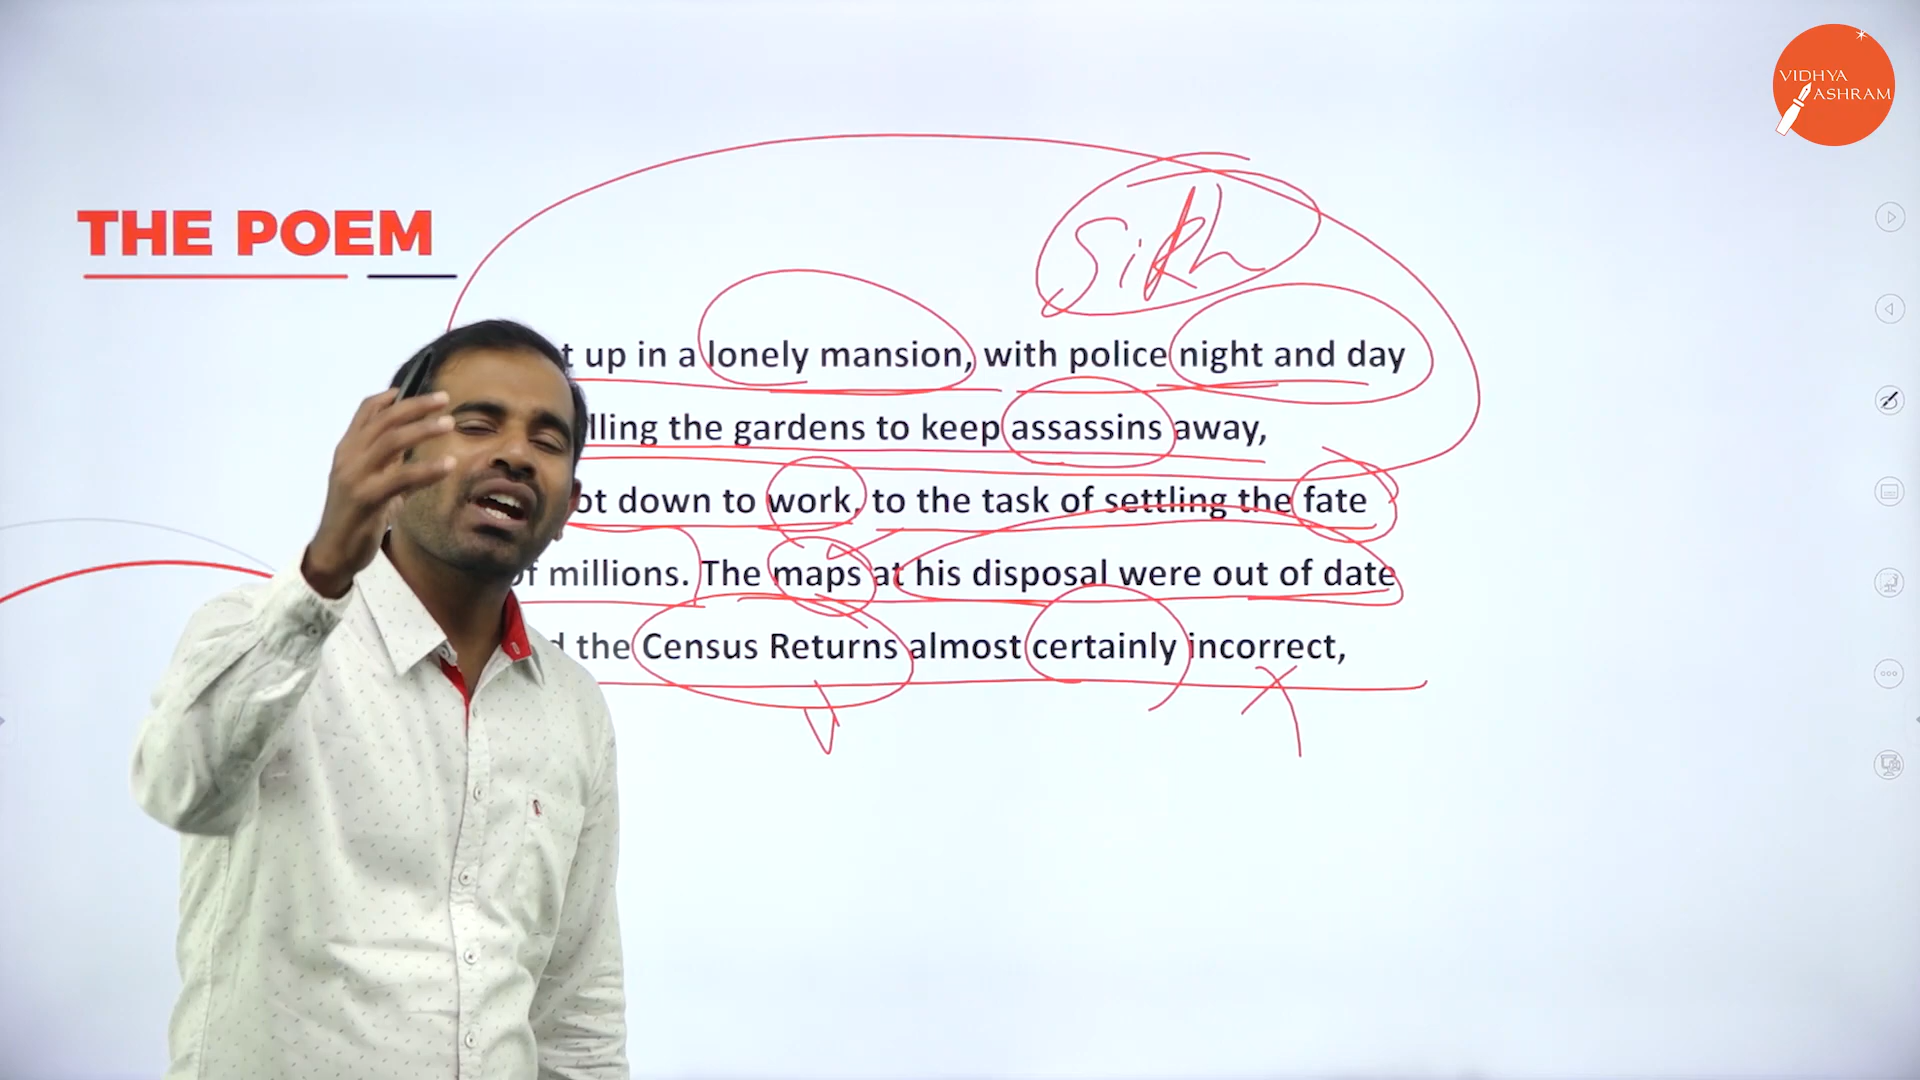 VIDHYA
ASHRAM
THE POEM
Sikh
t up in a lonely mansion, with police night and day
lling the gardens to keep assassins away,
ot down to work, to the task of settling the fate
of millions. The maps at his disposal were out of date
d the Census Returns almost certainly incorrect,